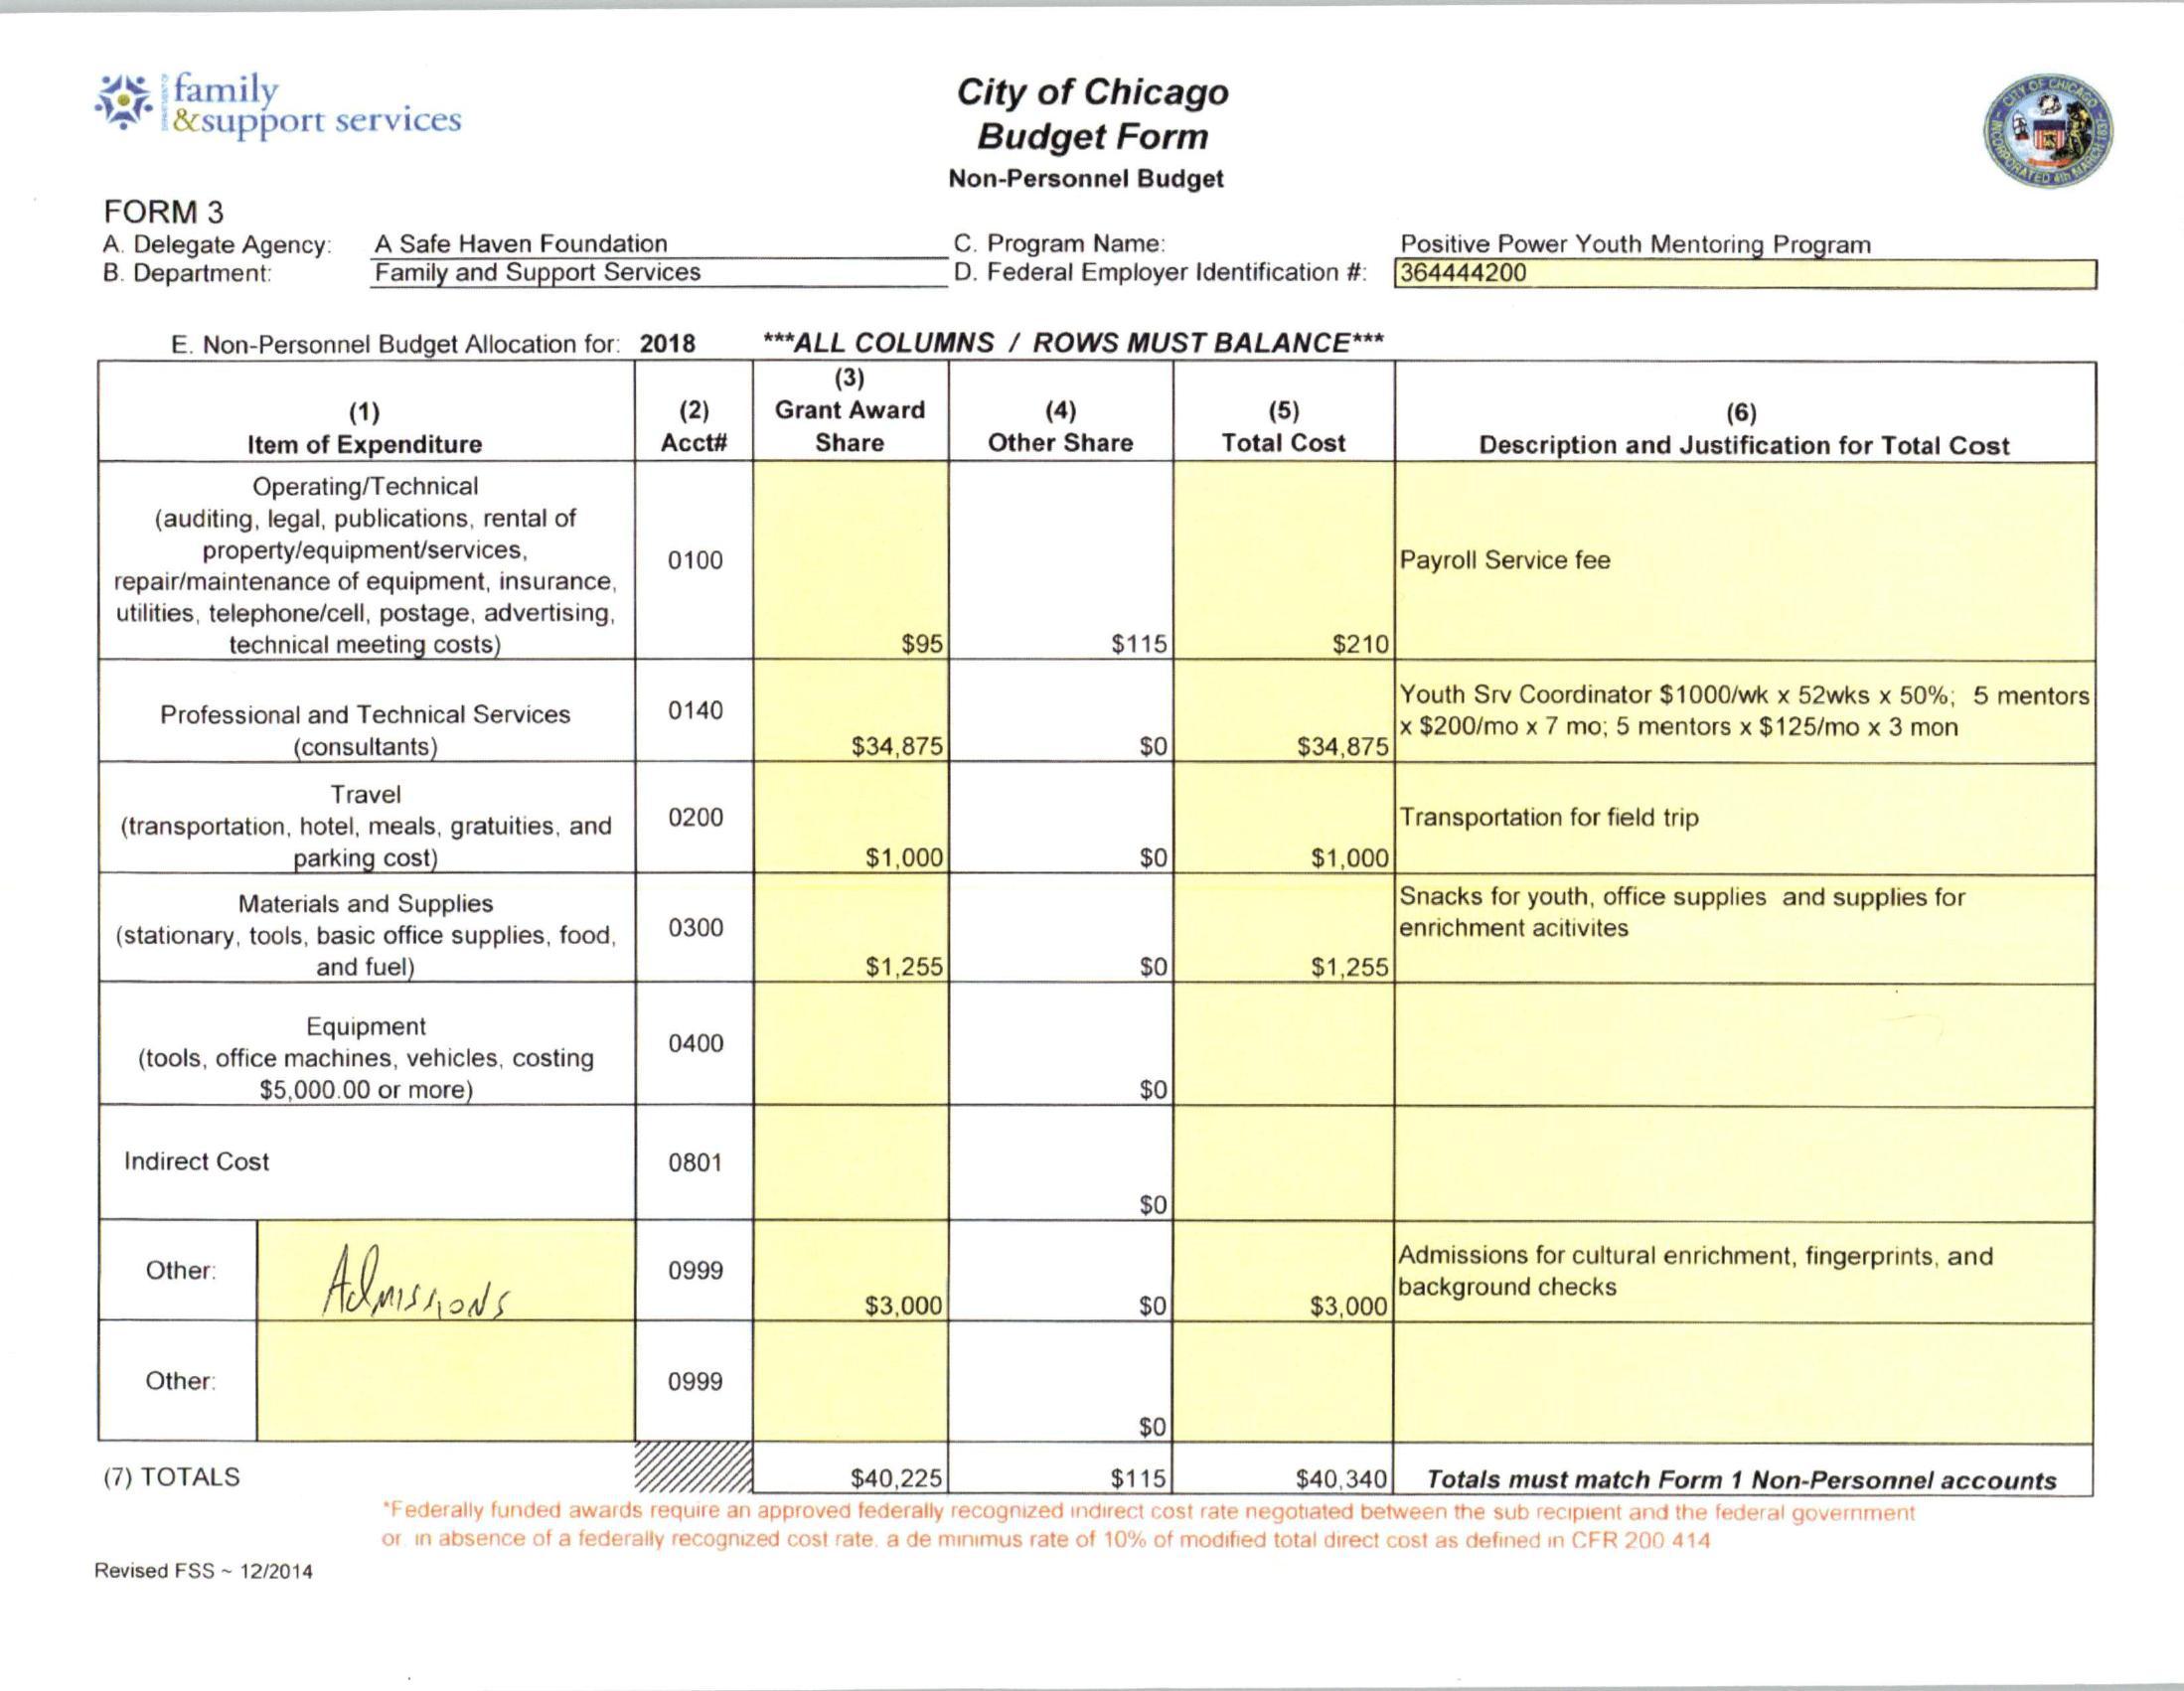 family
&support services
City of Chicago
Budget Form
Non-Personnel Budget
CITY OF CHICAGO
INCORPORATED 4th MARCH 1837
FORM 3
A. Delegate Agency: A Safe Haven Foundation C. Program Name: Positive Power Youth Mentoring Program
B. Department: Family and Support Services D. Federal Employer Identification #: 364444200
E. Non-Personnel Budget Allocation for: 2018 ***ALL COLUMNS / ROWS MUST BALANCE***
(1)
Item of Expenditure
(2)
Acct#
(3)
Grant Award
Share
(4)
Other Share
(5)
Total Cost
(6)
Description and Justification for Total Cost
Operating/Technical
(auditing, legal, publications, rental of
property/equipment/services,
repair/maintenance of equipment, insurance,
utilities, telephone/cell, postage, advertising,
technical meeting costs)
0100
$95
$115
$210
Payroll Service fee
Professional and Technical Services
(consultants)
0140
$34,875
$0
$34,875
Youth Srv Coordinator $1000/wk x 52wks x 50%; 5 mentors
x $200/mo x 7 mo; 5 mentors x $125/mo x 3 mon
Travel
(transportation, hotel, meals, gratuities, and
parking cost)
0200
$1,000
$0
$1,000
Transportation for field trip
Materials and Supplies
(stationary, tools, basic office supplies, food,
and fuel)
0300
$1,255
$0
$1,255
Snacks for youth, office supplies and supplies for
enrichment acitivites
Equipment
(tools, office machines, vehicles, costing
$5,000.00 or more)
0400
$0
Indirect Cost
0801
$0
Other:
Admissions
0999
$3,000
$0
$3,000
Admissions for cultural enrichment, fingerprints, and
background checks
Other:
0999
$0
(7) TOTALS $40,225 $115 $40,340 Totals must match Form 1 Non-Personnel accounts
*Federally funded awards require an approved federally recognized indirect cost rate negotiated between the sub recipient and the federal government
or in absence of a federally recognized cost rate. a de minimus rate of 10% of modified total direct cost as defined in CFR 200 414
Revised FSS ~ 12/2014